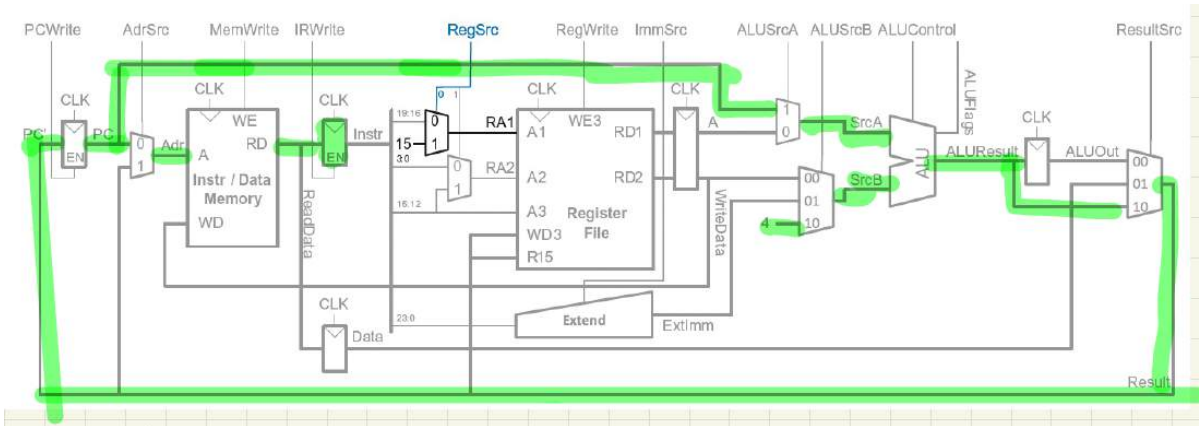 PCWrite AdrSrc MemWrite IRWrite RegSrc RegWrite ImmSrc ALUSrcA ALUSrcB ALUControl ResultSrc
CLK CLK CLK 0 1 CLK CLK ALUFlags CLK
PC' PC EN 0 1 Adr A WE RD EN Instr 19:16 0 15 1 RA1 A1 WE3 RD1 A 1 0 SrcA ALU ALUResult ALUOut 00
3:0 0 1 RA2 A2 RD2 00 01 10 SrcB 01 10
Instr / Data
Memory
WD ReadData 15:12 A3 Register
File
WD3 WriteData 4
R15
CLK Data 23:0 Extend ExtImm
Result